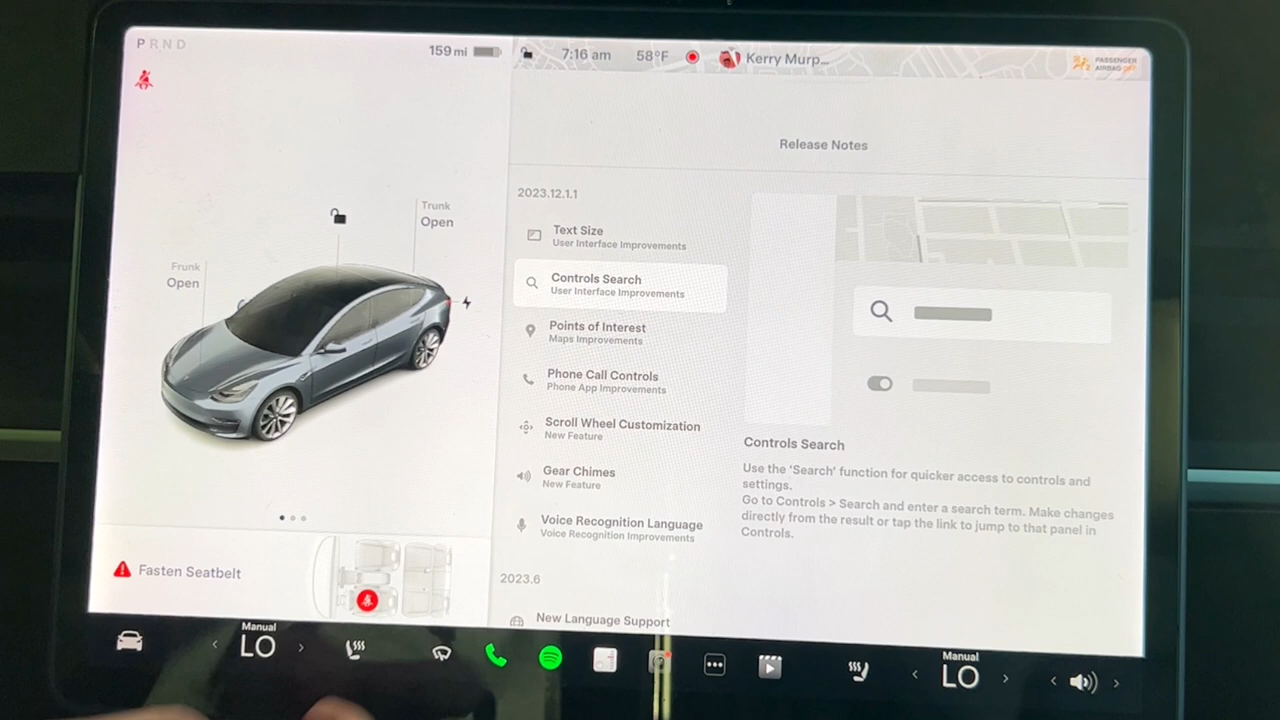 P R N D
159 mi
7:16 am
58°F
Kerry Murp...
PASSENGER
AIRBAG OFF
Release Notes
Trunk
Open
Frunk
Open
Fasten Seatbelt
2023.12.1.1
Text Size
User Interface Improvements
Controls Search
User Interface Improvements
Points of Interest
Maps Improvements
Phone Call Controls
Phone App Improvements
Scroll Wheel Customization
New Feature
Gear Chimes
New Feature
Voice Recognition Language
Voice Recognition Improvements
2023.6
New Language Support
Controls Search
Use the 'Search' function for quicker access to controls and
settings.
Go to Controls > Search and enter a search term. Make changes
directly from the result or tap the link to jump to that panel in
Controls.
Manual
LO
Manual
LO